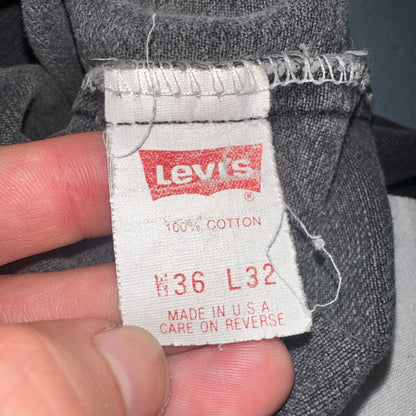 Levi's
®
100% COTTON
W36 L32
MADE IN U.S.A.
CARE ON REVERSE